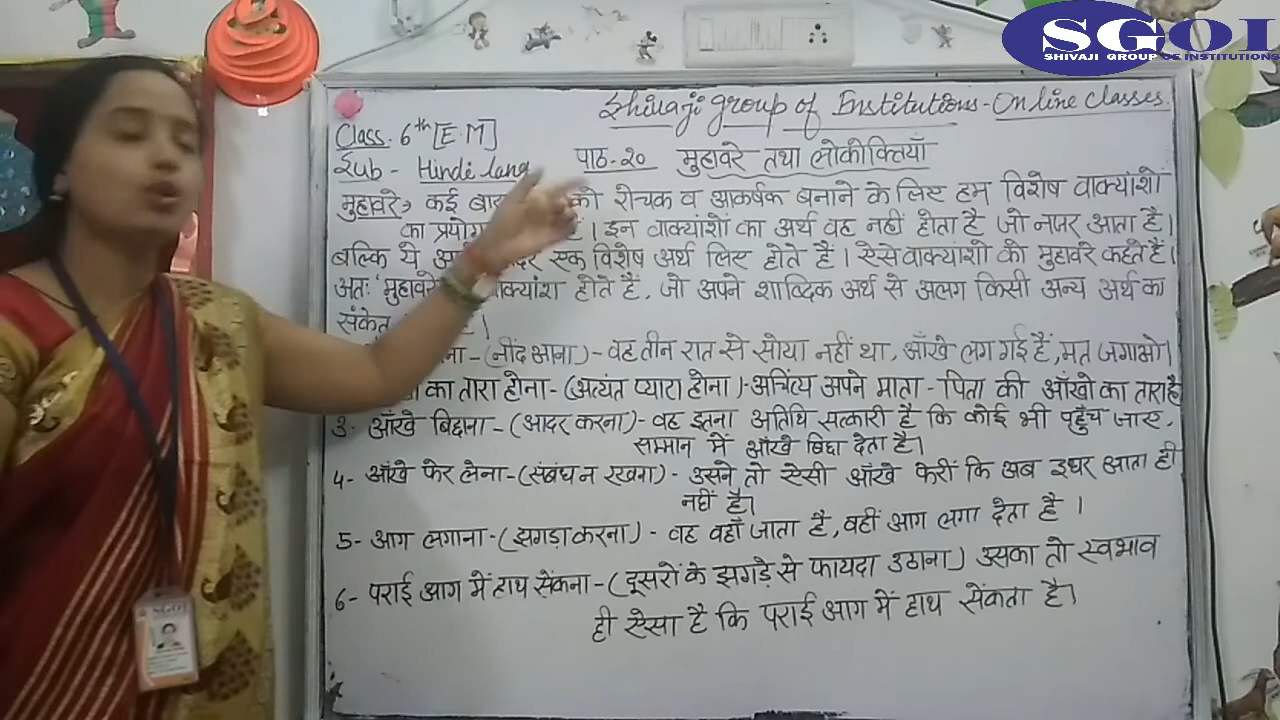 SGOI
SHIVAJI GROUP OF INSTITUTIONS
Shivaji group of Institutions - Online classes.
Class. 6th [E.M]
Sub - Hindi lang
पाठ-२० मुहावरे तथा लोकोक्तियाँ
मुहावरे, कई बा को रोचक व आकर्षक बनाने के लिए हम विशेष वाक्यांशों
का प्रयोग हैं। इन वाक्यांशों का अर्थ वह नहीं होता है जो नजर आता है।
बल्कि ये अ एक विशेष अर्थ लिए होते हैं। ऐसे वाक्यांशों को मुहावरे कहते हैं।
अतः 'मुहावरे वाक्यांश होते हैं, जो अपने शाब्दिक अर्थ से अलग किसी अन्य अर्थ का
संकेत
ना-(नींद आना)- वह तीन रात से सोया नहीं था, आँखे लग गई हैं, मत जगाओ।
का तारा होना-(अत्यंत प्यारा होना)-अचिंत्य अपने माता-पिता की आँखो का तारा है
3- आँखे बिछाना-(आदर करना)- वह इतना अतिथि सत्कारी है कि कोई भी पहुँच जाए,
सम्मान में आँखे बिछा देता है।
4- आँखे फेर लेना-(संबंध न रखना)- उसने तो ऐसी आँखे फेरीं कि अब इधर आता ही
नहीं है।
5- आग लगाना-(झगड़ा करना)- वह वहाँ जाता है, वहीं आग लगा देता है।
6- पराई आग में हाथ सेंकना-(दूसरों के झगड़े से फायदा उठाना) उसका तो स्वभाव
ही ऐसा है कि पराई आग में हाथ सेंकता है।
SGOI